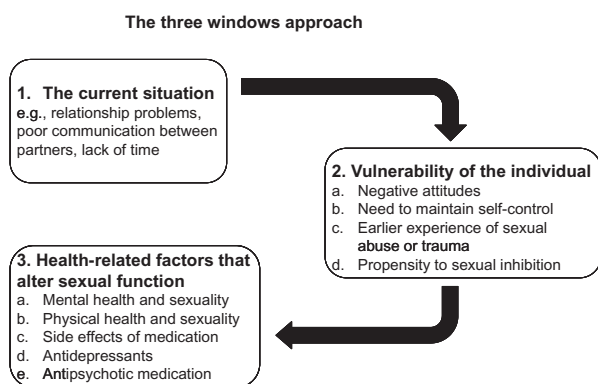 The three windows approach
1. The current situation
e.g., relationship problems,
poor communication between
partners, lack of time
2. Vulnerability of the individual
a. Negative attitudes
b. Need to maintain self-control
c. Earlier experience of sexual
abuse or trauma
d. Propensity to sexual inhibition
3. Health-related factors that
alter sexual function
a. Mental health and sexuality
b. Physical health and sexuality
c. Side effects of medication
d. Antidepressants
e. Antipsychotic medication